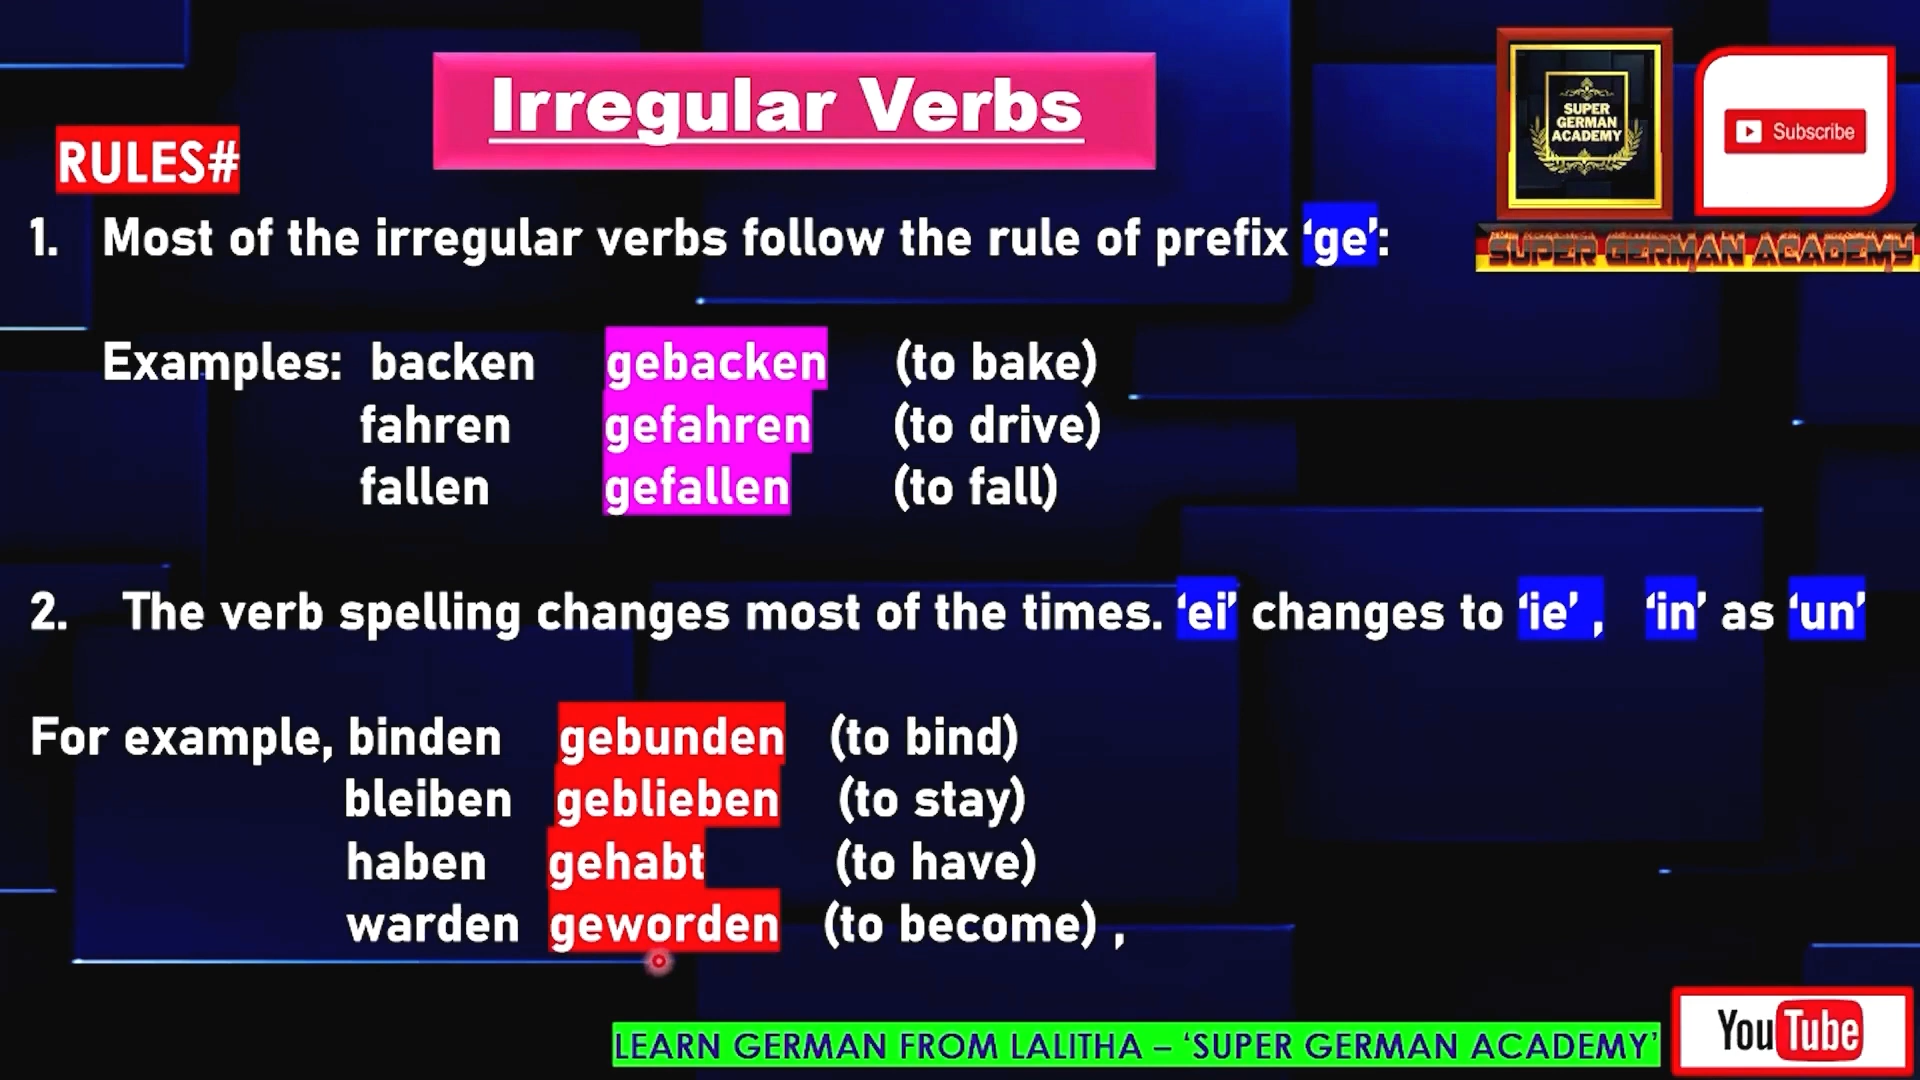 Irregular Verbs
SUPER
GERMAN
ACADEMY
Subscribe
SUPER GERMAN ACADEMY
RULES#
1. Most of the irregular verbs follow the rule of prefix ‘ge’:
Examples: backen gebacken (to bake)
fahren gefahren (to drive)
fallen gefallen (to fall)
2. The verb spelling changes most of the times. ‘ei’ changes to ‘ie’ , ‘in’ as ‘un’
For example, binden gebunden (to bind)
bleiben geblieben (to stay)
haben gehabt (to have)
warden geworden (to become) ,
LEARN GERMAN FROM LALITHA – ‘SUPER GERMAN ACADEMY’
YouTube